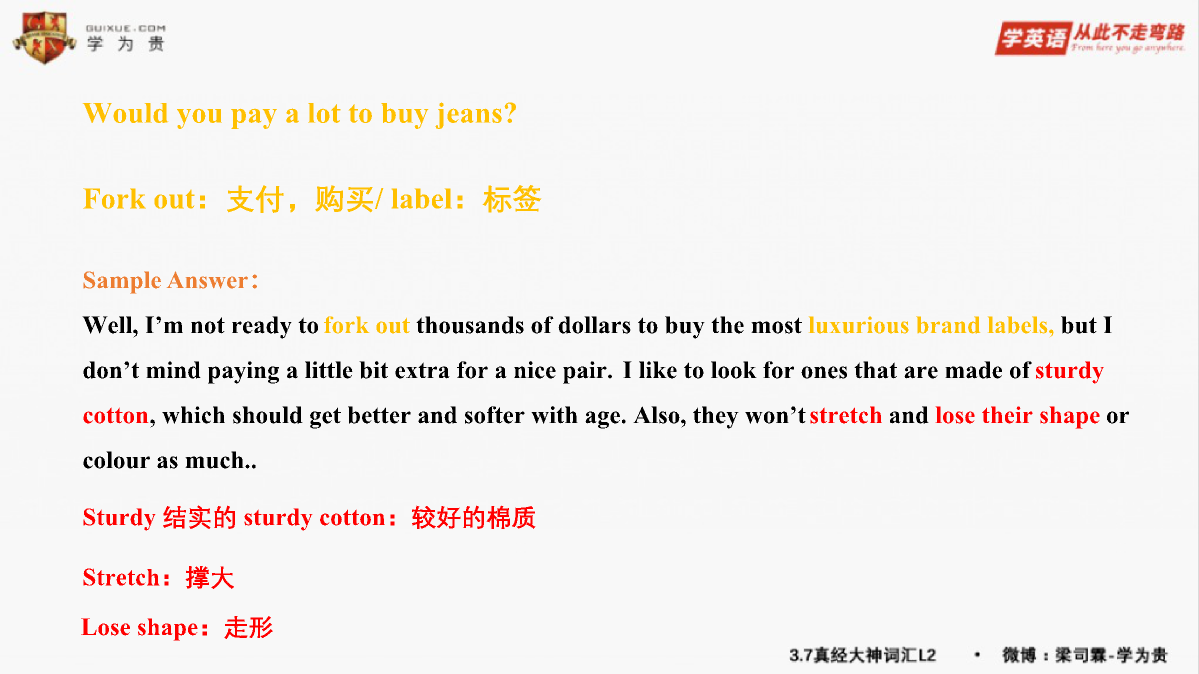 GUIXUE.COM
学为贵
学英语 从此不走弯路
From here you go anywhere.
Would you pay a lot to buy jeans?
Fork out：支付，购买/ label：标签
Sample Answer：
Well, I’m not ready to fork out thousands of dollars to buy the most luxurious brand labels, but I
don’t mind paying a little bit extra for a nice pair. I like to look for ones that are made of sturdy
cotton, which should get better and softer with age. Also, they won’t stretch and lose their shape or
colour as much..
Sturdy 结实的 sturdy cotton：较好的棉质
Stretch：撑大
Lose shape：走形
3.7真经大神词汇L2 • 微博：梁司霖-学为贵